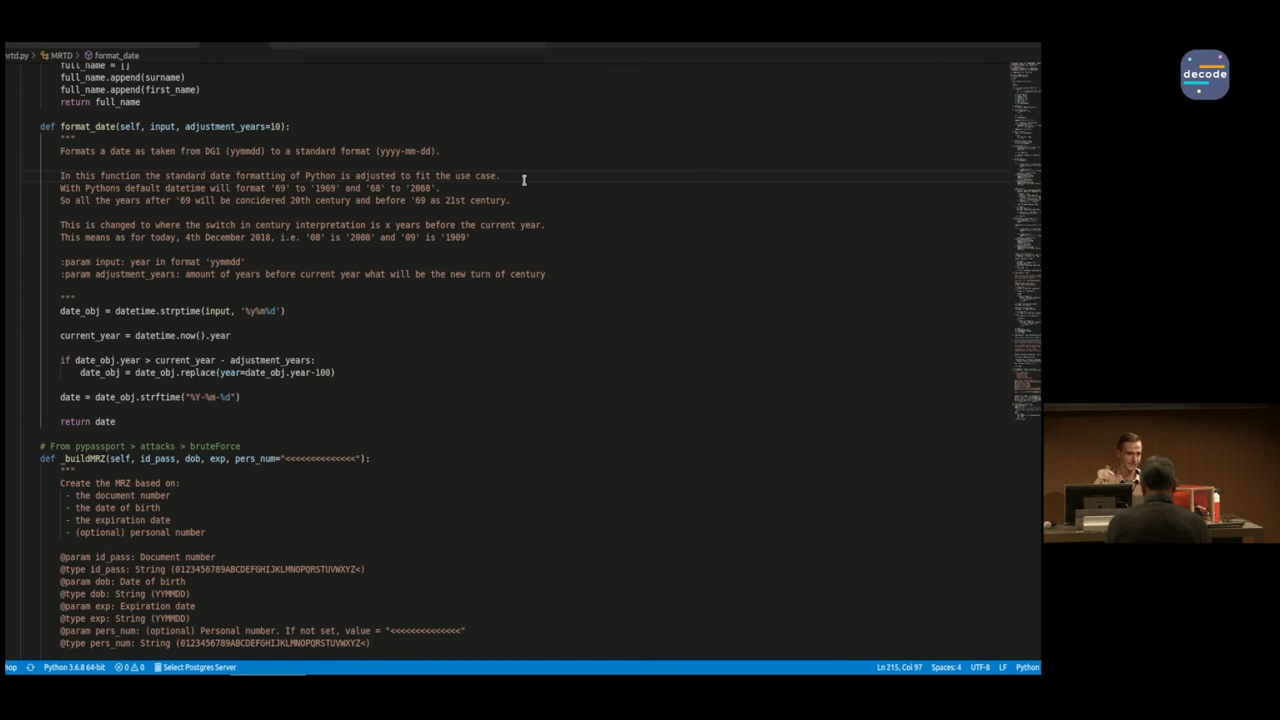 mrtd.py > MRTD > format_date
full_name = []
full_name.append(surname)
full_name.append(first_name)
return full_name
def format_date(self, input, adjustment_years=10):
"""
Formats a date as taken from DG1 (yymmdd) to a standard format (yyyy-mm-dd).
In this function the standard date formatting of Python is adjusted to fit the use case.
With Pythons default datetime will format '69' to '1969' and '68' to '2068'.
So all the years after '69 will be concidered 20th century and before '69 as 21st century.
This is changed to where the switch in century interpretation is x years before the current year.
This means as for today, 4th December 2018, i.e. '08' is '2008' and '09' is '1909'
:param input: year in format 'yymmdd'
:param adjustment_years: amount of years before current year what will be the new turn of century
"""
date_obj = datetime.strptime(input, '%y%m%d')
current_year = datetime.now().year
if date_obj.year > current_year - adjustment_years:
date_obj = date_obj.replace(year=date_obj.year-100)
date = date_obj.strftime("%Y-%m-%d")
return date
# From pypassport > attacks > bruteForce
def _buildMRZ(self, id_pass, dob, exp, pers_num="<<<<<<<<<<<<<<"):
"""
Create the MRZ based on:
- the document number
- the date of birth
- the expiration date
- (optional) personal number
@param id_pass: Document number
@type id_pass: String (0123456789ABCDEFGHIJKLMNOPQRSTUVWXYZ<)
@param dob: Date of birth
@type dob: String (YYMMDD)
@param exp: Expiration date
@type exp: String (YYMMDD)
@param pers_num: (optional) Personal number. If not set, value = "<<<<<<<<<<<<<<"
@type pers_num: String (0123456789ABCDEFGHIJKLMNOPQRSTUVWXYZ<)
hop Python 3.6.8 64-bit 0 0 Select Postgres Server Ln 215, Col 97 Spaces: 4 UTF-8 LF Python
decode